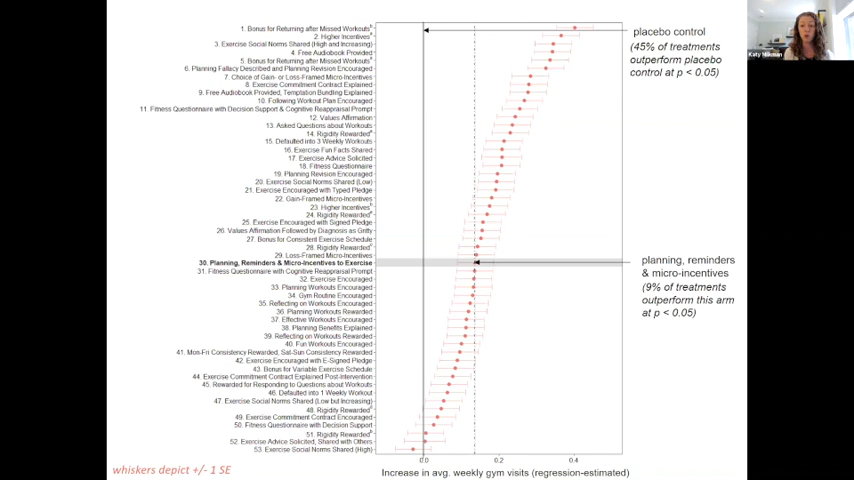 1. Bonus for Returning after Missed Workouts^b
2. Higher Incentives^a
3. Exercise Social Norms Shared (High and Increasing)
4. Free Audiobook Provided
5. Bonus for Returning after Missed Workouts^a
6. Planning Fallacy Described and Planning Revision Encouraged
7. Choice of Gain- or Loss-Framed Micro-Incentives
8. Exercise Commitment Contract Explained
9. Free Audiobook Provided, Temptation Bundling Explained
10. Following Workout Plan Encouraged
11. Fitness Questionnaire with Decision Support & Cognitive Reappraisal Prompt
12. Values Affirmation
13. Asked Questions about Workouts
14. Rigidity Rewarded^a
15. Defaulted into 3 Weekly Workouts
16. Exercise Fun Facts Shared
17. Exercise Advice Solicited
18. Fitness Questionnaire
19. Planning Revision Encouraged
20. Exercise Social Norms Shared (Low)
21. Exercise Encouraged with Typed Pledge
22. Gain-Framed Micro-Incentives
23. Higher Incentives^b
24. Rigidity Rewarded^e
25. Exercise Encouraged with Signed Pledge
26. Values Affirmation Followed by Diagnosis as Gritty
27. Bonus for Consistent Exercise Schedule
28. Rigidity Rewarded^c
29. Loss-Framed Micro-Incentives
30. Planning, Reminders & Micro-Incentives to Exercise
31. Fitness Questionnaire with Cognitive Reappraisal Prompt
32. Exercise Encouraged
33. Planning Workouts Encouraged
34. Gym Routine Encouraged
35. Reflecting on Workouts Encouraged
36. Planning Workouts Rewarded
37. Effective Workouts Encouraged
38. Planning Benefits Explained
39. Reflecting on Workouts Rewarded
40. Fun Workouts Encouraged
41. Mon-Fri Consistency Rewarded, Sat-Sun Consistency Rewarded
42. Exercise Encouraged with E-Signed Pledge
43. Bonus for Variable Exercise Schedule
44. Exercise Commitment Contract Explained Post-Intervention
45. Rewarded for Responding to Questions about Workouts
46. Defaulted into 1 Weekly Workout
47. Exercise Social Norms Shared (Low but Increasing)
48. Rigidity Rewarded
49. Exercise Commitment Contract Encouraged
50. Fitness Questionnaire with Decision Support
51. Rigidity Rewarded^b
52. Exercise Advice Solicited, Shared with Others
53. Exercise Social Norms Shared (High)
0.0 0.2 0.4
Increase in avg. weekly gym visits (regression-estimated)
whiskers depict +/- 1 SE
placebo control
(45% of treatments
outperform placebo
control at p < 0.05)
planning, reminders
& micro-incentives
(9% of treatments
outperform this arm
at p < 0.05)
Katy Milkman